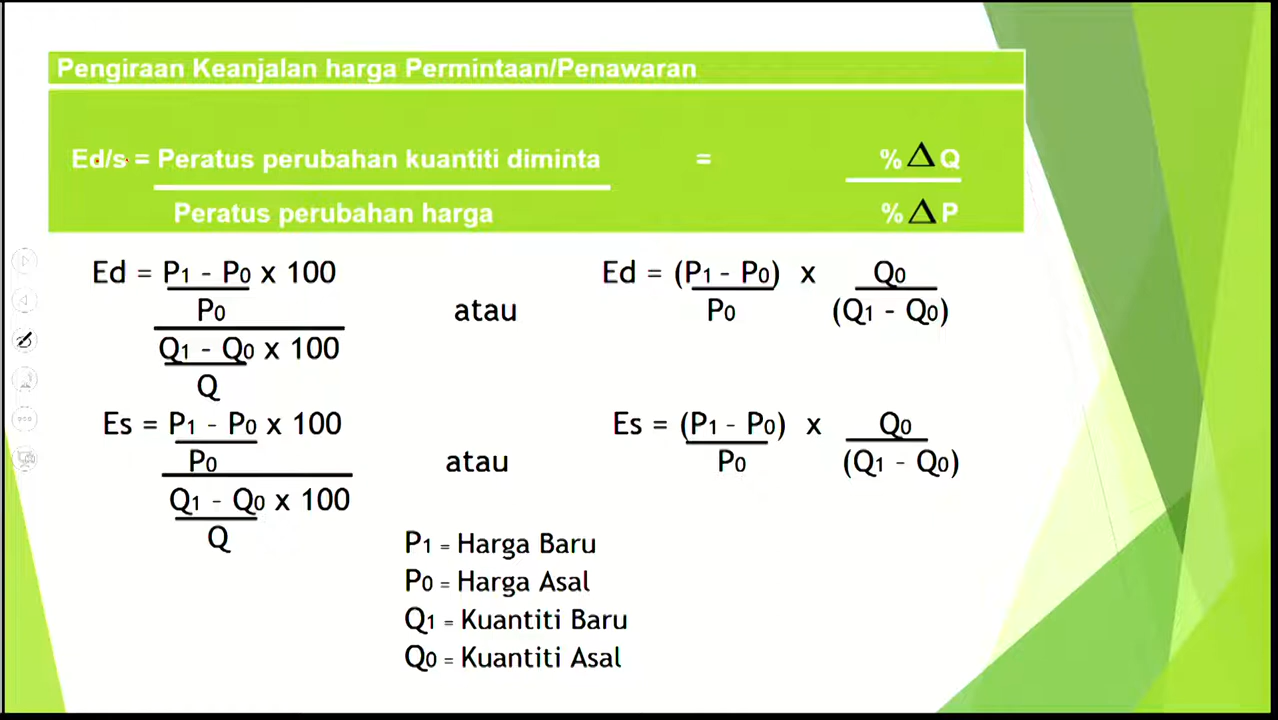 Pengiraan Keanjalan harga Permintaan/Penawaran
Ed/s = Peratus perubahan kuantiti diminta = % Δ Q
Peratus perubahan harga % Δ P
Ed = P1 - P0 x 100
P0
Q1 - Q0 x 100
Q
atau
Ed = (P1 - P0) x Q0
P0 (Q1 - Q0)
Es = P1 - P0 x 100
P0
Q1 - Q0 x 100
Q
atau
Es = (P1 - P0) x Q0
P0 (Q1 - Q0)
P1 = Harga Baru
P0 = Harga Asal
Q1 = Kuantiti Baru
Q0 = Kuantiti Asal